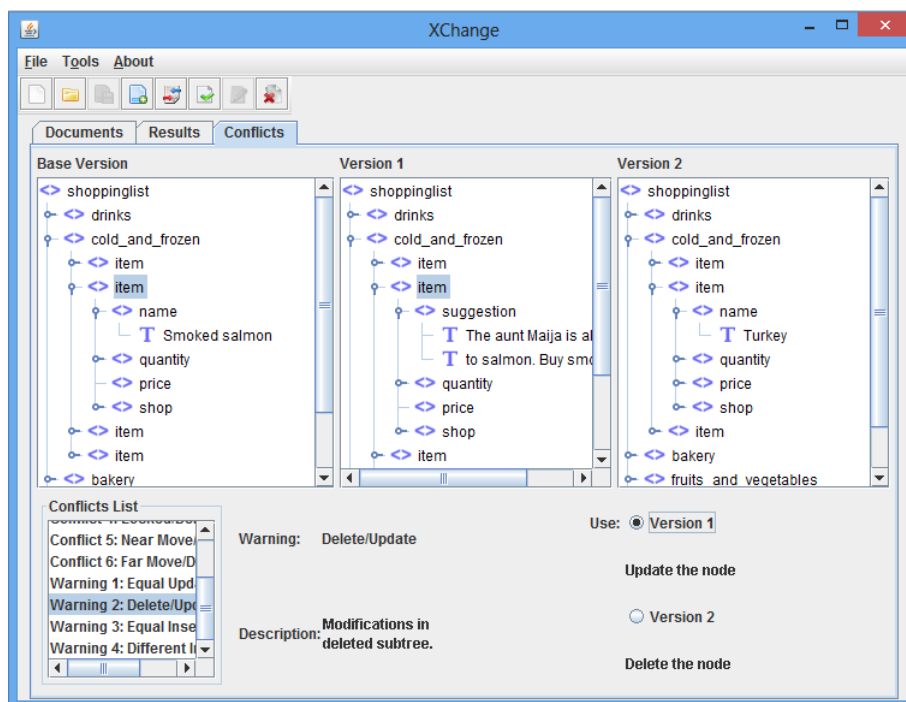 XChange
File Tools About
Documents Results Conflicts
Base Version
<> shoppinglist
<> drinks
<> cold_and_frozen
<> item
<> item
<> name
T Smoked salmon
<> quantity
<> price
<> shop
<> item
<> item
<> bakery
Version 1
<> shoppinglist
<> drinks
<> cold_and_frozen
<> item
<> item
<> suggestion
T The aunt Maija is al
T to salmon. Buy smo
<> quantity
<> price
<> shop
<> item
Version 2
<> shoppinglist
<> drinks
<> cold_and_frozen
<> item
<> item
<> name
T Turkey
<> quantity
<> price
<> shop
<> item
<> bakery
<> fruits_and_vegetables
Conflicts List
Conflict 5: Near Move/
Conflict 6: Far Move/D
Warning 1: Equal Upd
Warning 2: Delete/Upd
Warning 3: Equal Inse
Warning 4: Different I
Warning: Delete/Update
Description: Modifications in
deleted subtree.
Use: Version 1
Update the node
Version 2
Delete the node